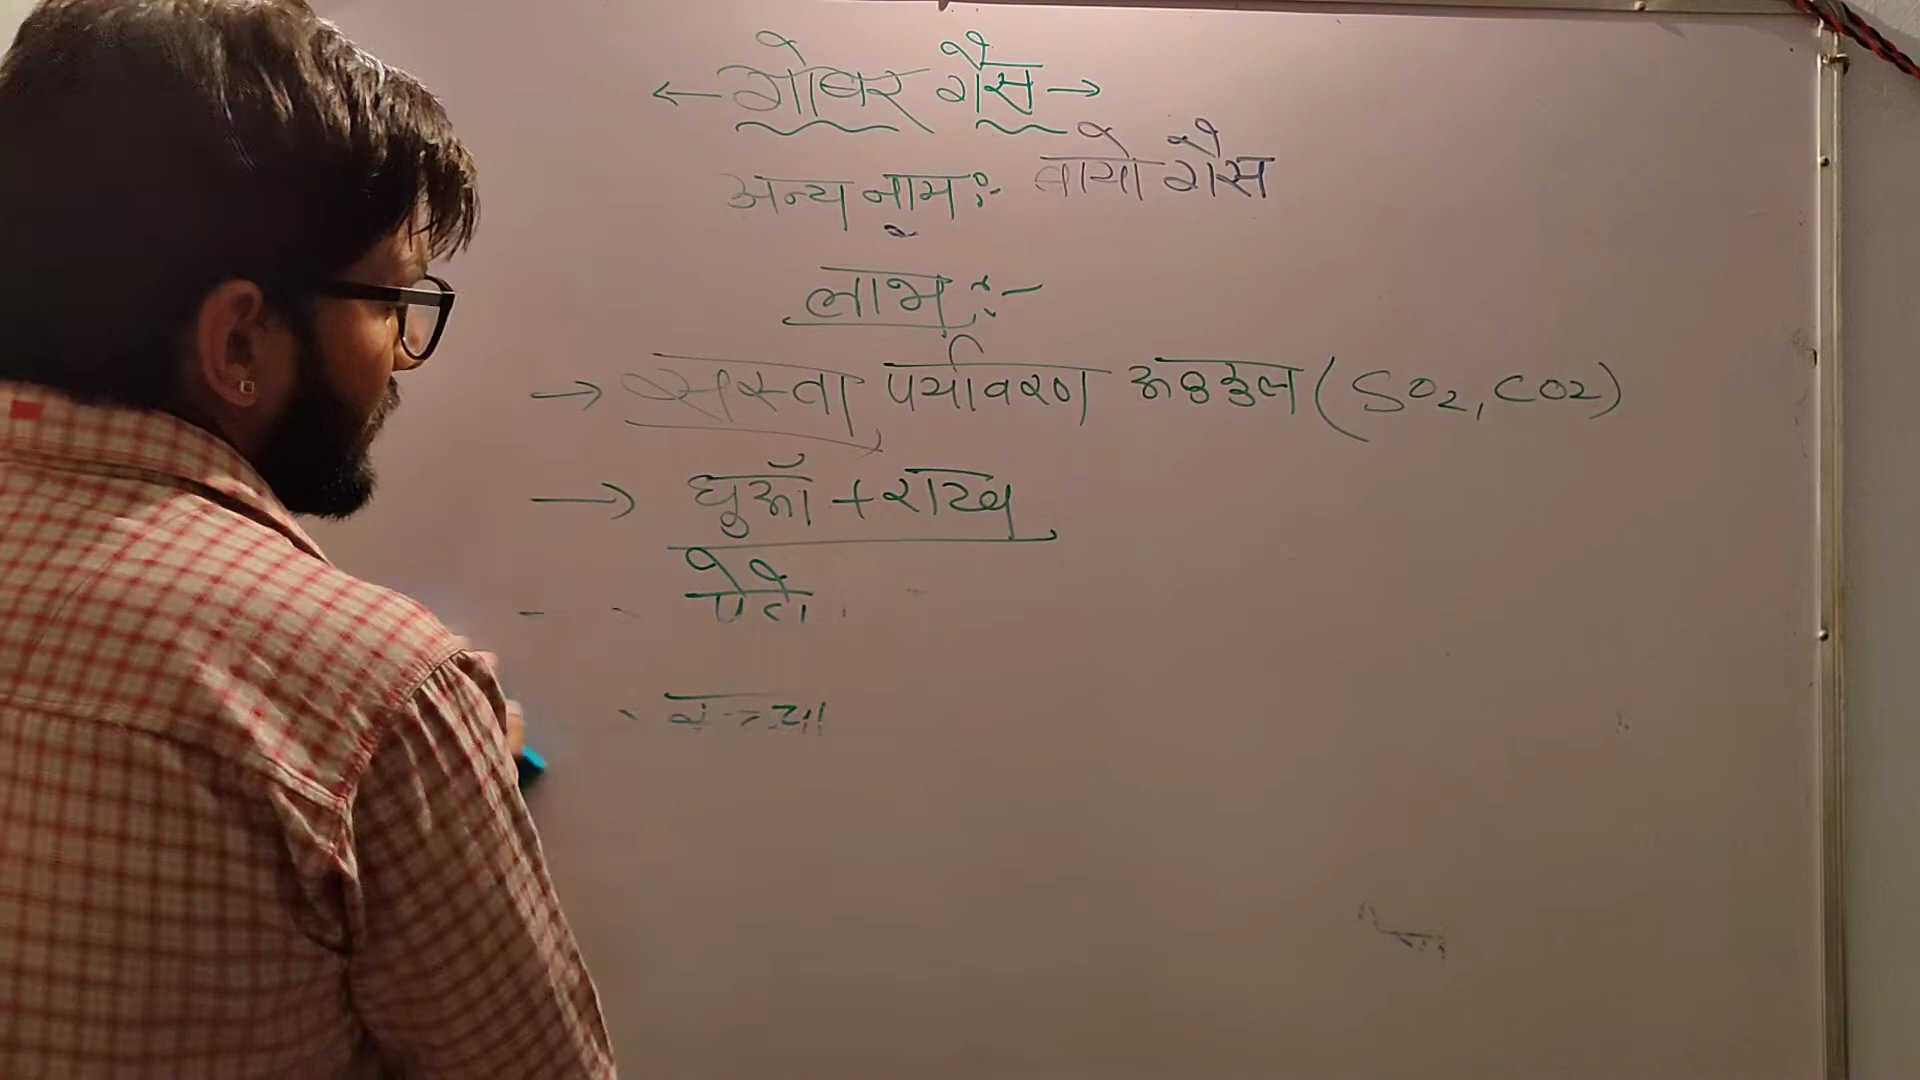 ← गोबर गैस →
अन्य नाम :- बायो गैस
लाभ :-
→ सस्ता पर्यावरण अनुकुल (SO2, CO2)
→ धुआँ + राख